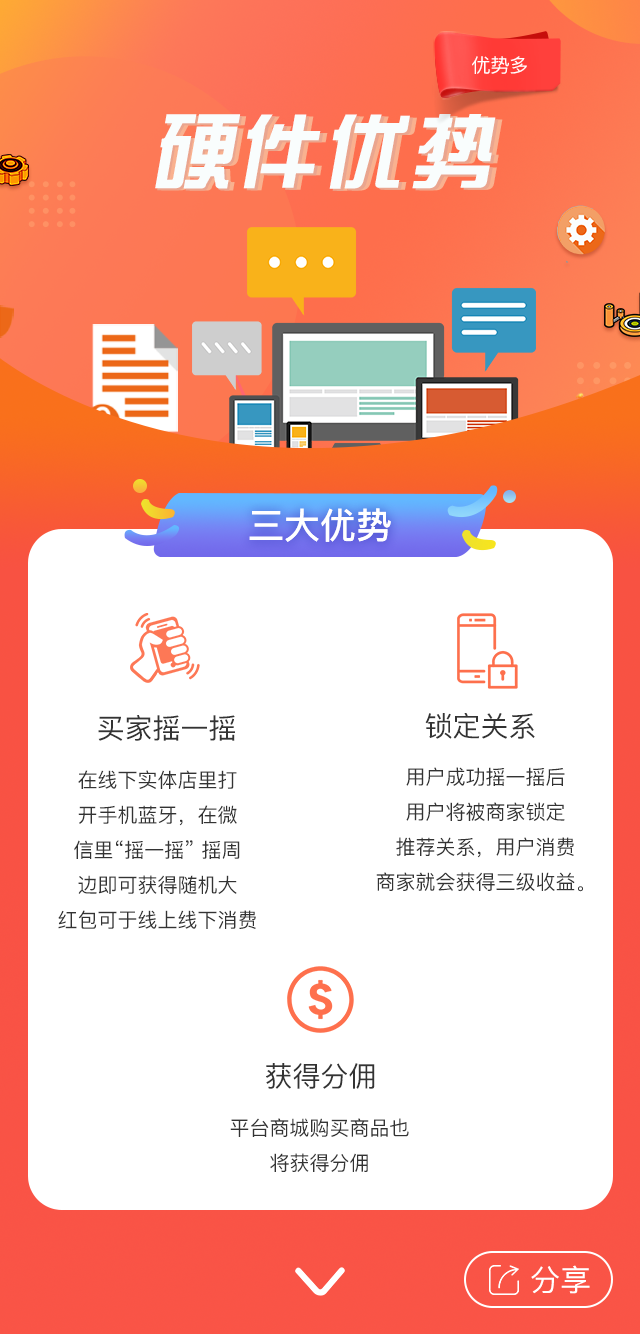 优势多
硬件优势
三大优势
买家摇一摇
在线下实体店里打
开手机蓝牙，在微
信里“摇一摇” 摇周
边即可获得随机大
红包可于线上线下消费
锁定关系
用户成功摇一摇后
用户将被商家锁定
推荐关系，用户消费
商家就会获得三级收益。
$
获得分佣
平台商城购买商品也
将获得分佣
分享